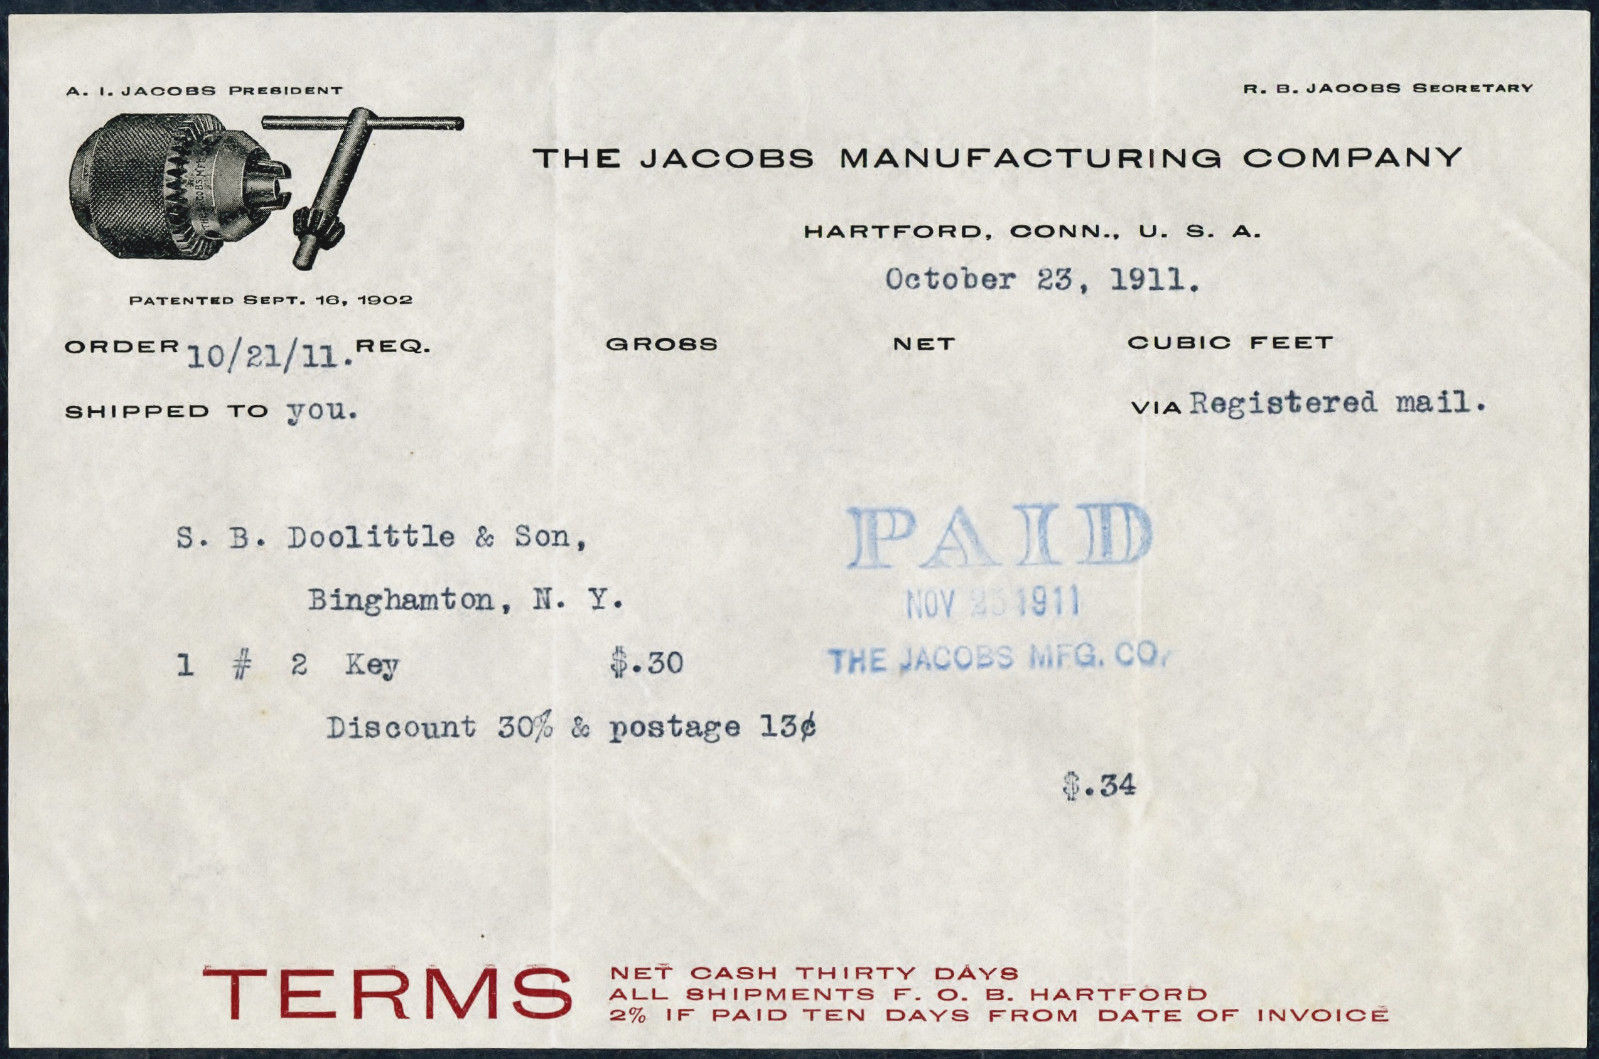 A. I. JACOBS PRESIDENT
R. B. JACOBS SECRETARY
THE JACOBS MANUFACTURING COMPANY
HARTFORD, CONN., U. S. A.
October 23, 1911.
PATENTED SEPT. 16, 1902
ORDER 10/21/11. REQ. GROSS NET CUBIC FEET
SHIPPED TO you. VIA Registered mail.
S. B. Doolittle & Son,
Binghamton, N. Y.
PAID
NOV 1911
THE JACOBS MFG. CO.
1 # 2 Key $.30
Discount 30% & postage 13¢
$.34
TERMS
NET CASH THIRTY DAYS
ALL SHIPMENTS F. O. B. HARTFORD
2% IF PAID TEN DAYS FROM DATE OF INVOICE